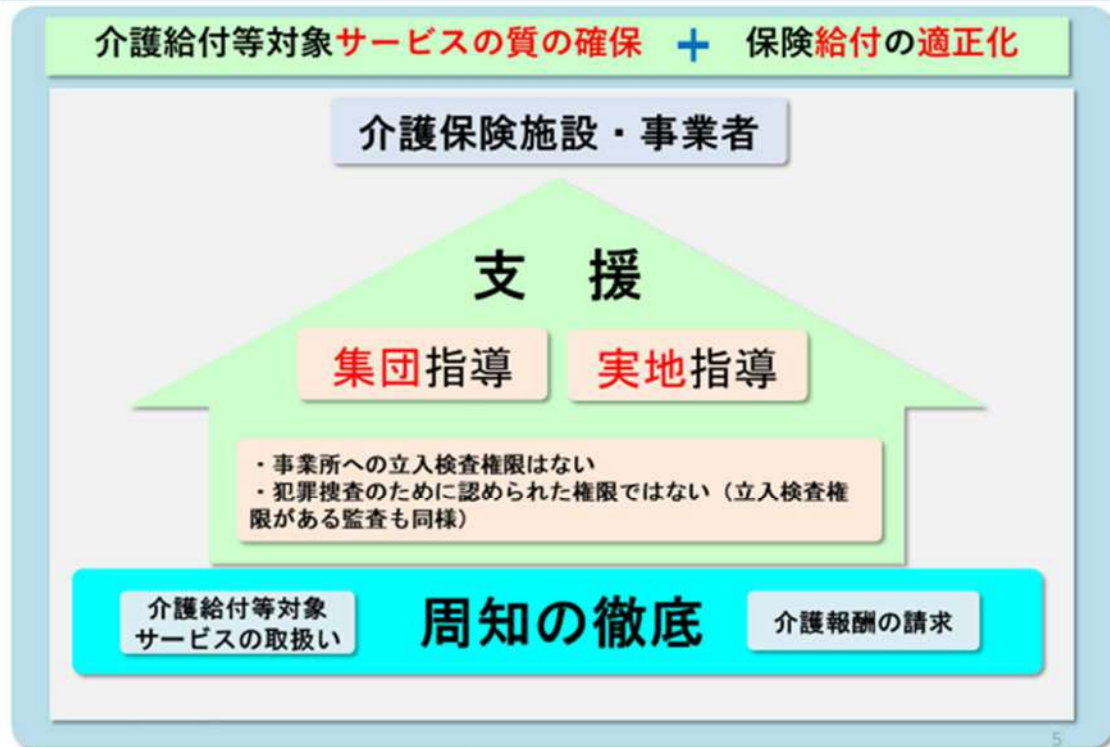 介護給付等対象サービスの質の確保 + 保険給付の適正化
介護保険施設・事業者
支 援
集団指導
実地指導
・事業所への立入検査権限はない
・犯罪捜査のために認められた権限ではない（立入検査権
限がある監査も同様）
介護給付等対象
サービスの取扱い
周知の徹底
介護報酬の請求
5